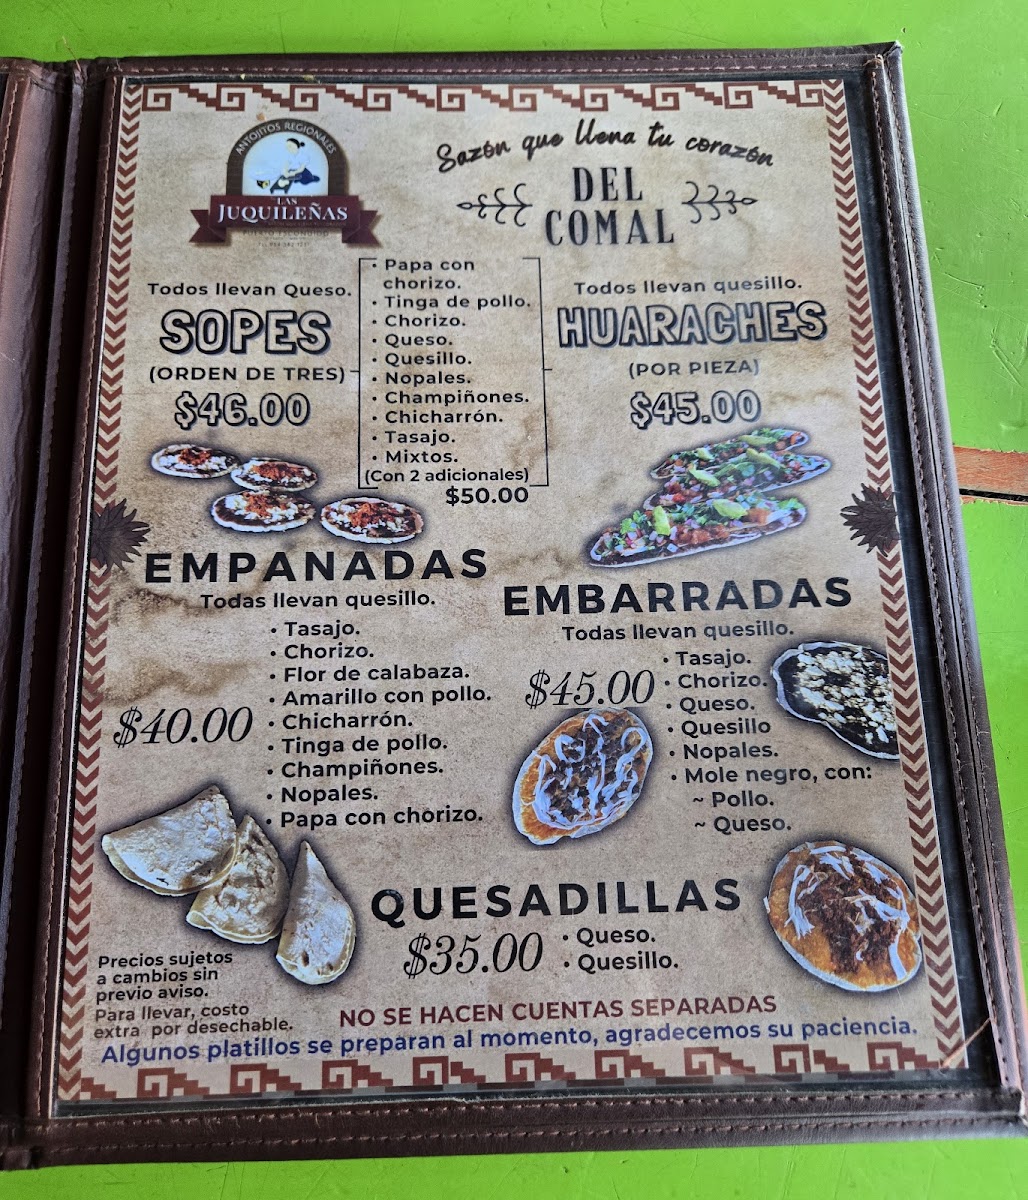 ANTOJITOS REGIONALES
LAS
JUQUILEÑAS
PUERTO ESCONDIDO
Sazón que llena tu corazón
DEL
COMAL
Todos llevan Queso.
SOPES
(ORDEN DE TRES)
$46.00
• Papa con
chorizo.
• Tinga de pollo.
• Chorizo.
• Queso.
• Quesillo.
• Nopales.
• Champiñones.
• Chicharrón.
• Tasajo.
• Mixtos.
(Con 2 adicionales)
$50.00
Todos llevan quesillo.
HUARACHES
(POR PIEZA)
$45.00
EMPANADAS
Todas llevan quesillo.
$40.00
• Tasajo.
• Chorizo.
• Flor de calabaza.
• Amarillo con pollo.
• Chicharrón.
• Tinga de pollo.
• Champiñones.
• Nopales.
• Papa con chorizo.
EMBARRADAS
Todas llevan quesillo.
$45.00
• Tasajo.
• Chorizo.
• Queso.
• Quesillo
• Nopales.
• Mole negro, con:
~ Pollo.
~ Queso.
QUESADILLAS
$35.00
• Queso.
• Quesillo.
Precios sujetos
a cambios sin
previo aviso.
Para llevar, costo
extra por desechable.
NO SE HACEN CUENTAS SEPARADAS
Algunos platillos se preparan al momento, agradecemos su paciencia.